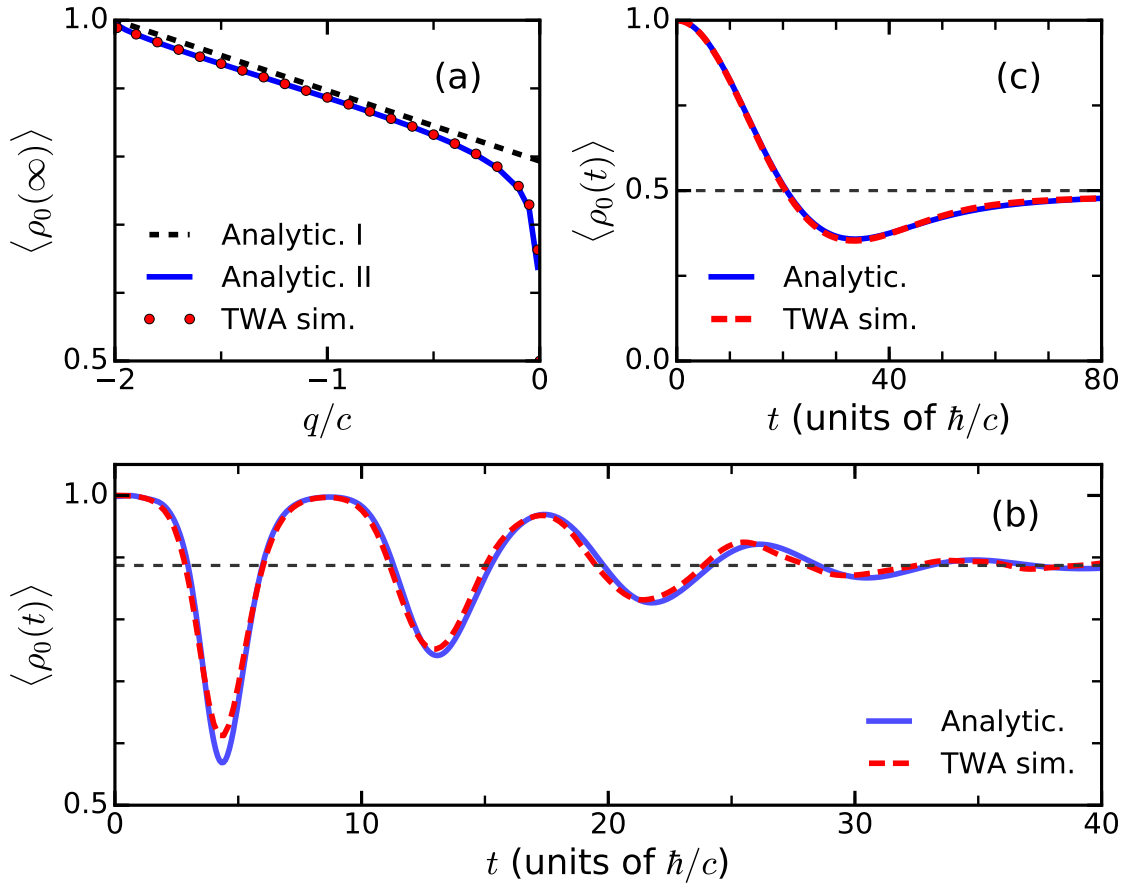 1.0
0.5
⟨ρ₀(∞)⟩
(a)
Analytic. I
Analytic. II
TWA sim.
−2
−1
0
q/c
1.0
0.5
0.0
⟨ρ₀(t)⟩
(c)
Analytic.
TWA sim.
0
40
80
t (units of ℏ/c)
1.0
0.5
⟨ρ₀(t)⟩
(b)
Analytic.
TWA sim.
0
10
20
30
40
t (units of ℏ/c)